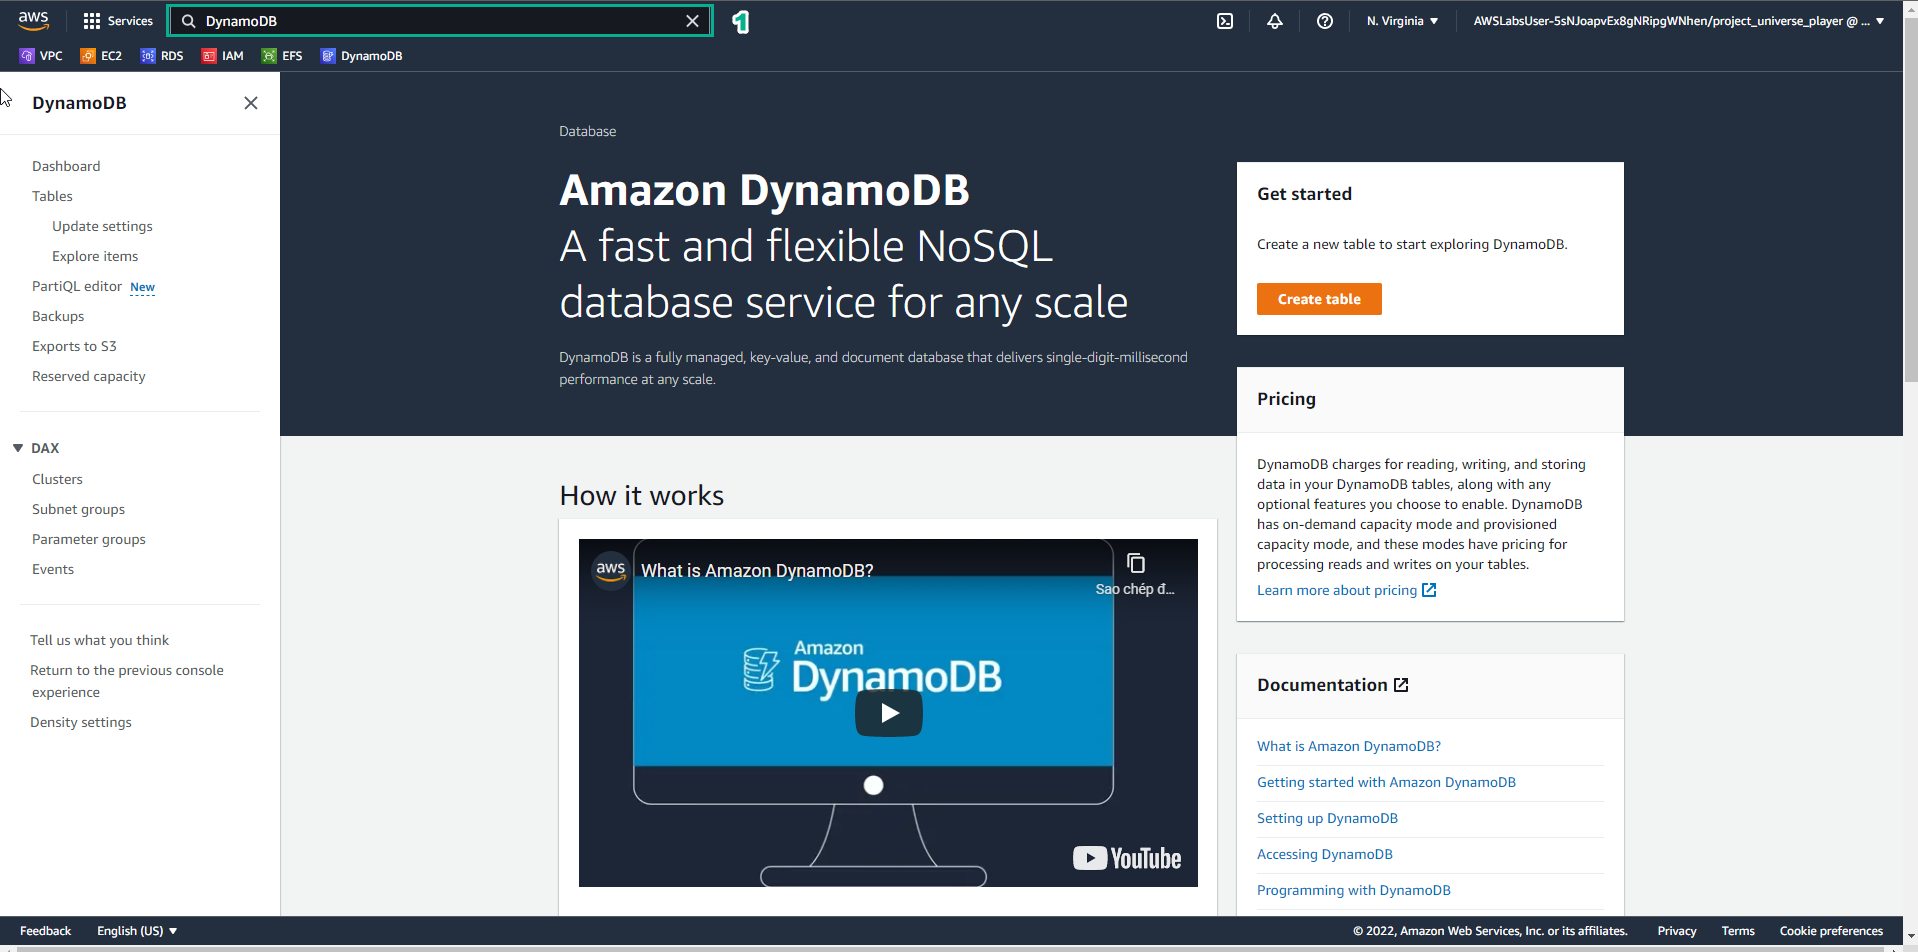 aws
Services
DynamoDB
1
N. Virginia
AWSLabsUser-5sNJoapvEx8gNRipgWNhen/project_universe_player @ ...
VPC
EC2
RDS
IAM
EFS
DynamoDB
DynamoDB
Dashboard
Tables
Update settings
Explore items
PartiQL editor New
Backups
Exports to S3
Reserved capacity
DAX
Clusters
Subnet groups
Parameter groups
Events
Tell us what you think
Return to the previous console
experience
Density settings
Database
Amazon DynamoDB
A fast and flexible NoSQL
database service for any scale
DynamoDB is a fully managed, key-value, and document database that delivers single-digit-millisecond
performance at any scale.
How it works
aws
What is Amazon DynamoDB?
Sao chép đ...
Amazon
DynamoDB
YouTube
Get started
Create a new table to start exploring DynamoDB.
Create table
Pricing
DynamoDB charges for reading, writing, and storing
data in your DynamoDB tables, along with any
optional features you choose to enable. DynamoDB
has on-demand capacity mode and provisioned
capacity mode, and these modes have pricing for
processing reads and writes on your tables.
Learn more about pricing
Documentation
What is Amazon DynamoDB?
Getting started with Amazon DynamoDB
Setting up DynamoDB
Accessing DynamoDB
Programming with DynamoDB
Feedback
English (US)
© 2022, Amazon Web Services, Inc. or its affiliates.
Privacy
Terms
Cookie preferences